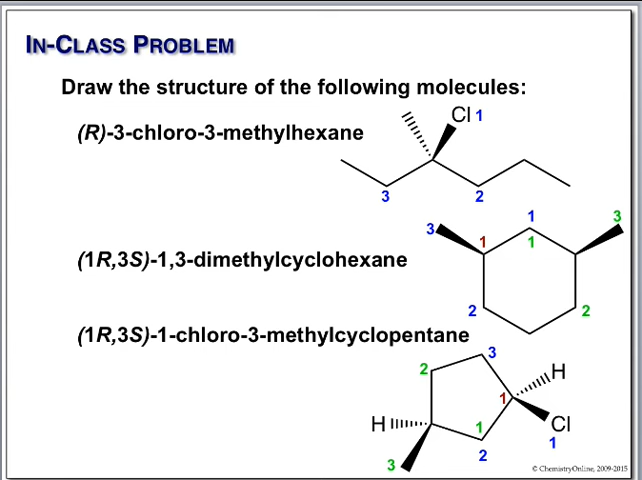 IN-CLASS PROBLEM
Draw the structure of the following molecules:
(R)-3-chloro-3-methylhexane
Cl 1
3 2
(1R,3S)-1,3-dimethylcyclohexane
1
3 1 1 3
2 2
(1R,3S)-1-chloro-3-methylcyclopentane
3
2 H
1
H 1 Cl
2 1
3
© ChemistryOnline, 2009-2015